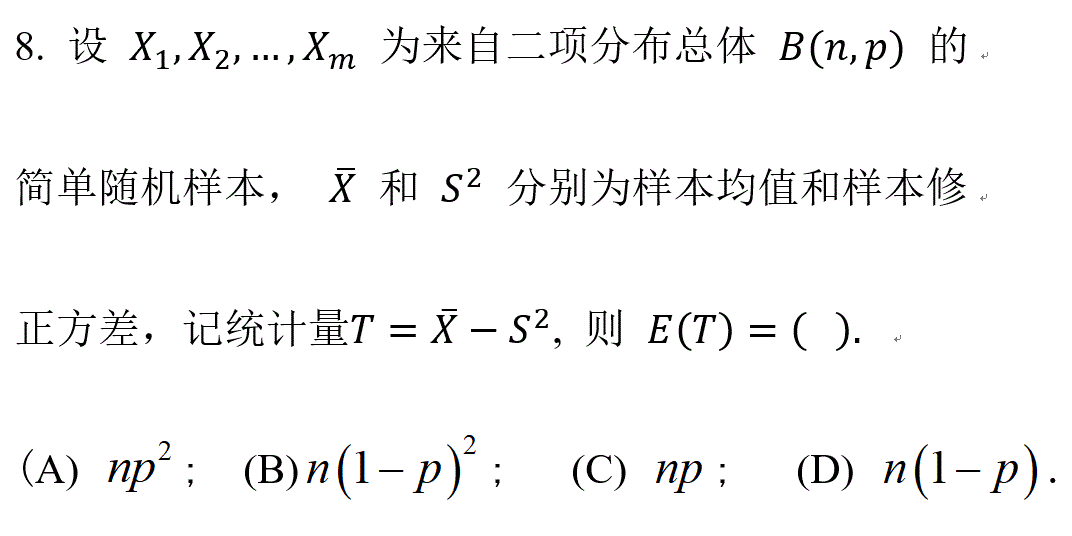 8. 设 X₁, X₂, …, Xₘ 为来自二项分布总体 B(n, p) 的
简单随机样本， X̄ 和 S² 分别为样本均值和样本修
正方差，记统计量T = X̄ − S², 则 E(T) = ( ).
(A) np² ; (B) n(1−p)² ; (C) np ; (D) n(1−p).